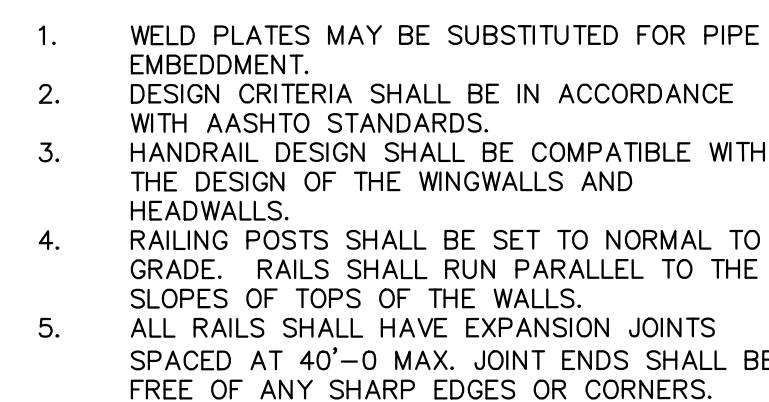 1. WELD PLATES MAY BE SUBSTITUTED FOR PIPE
EMBEDDMENT.
2. DESIGN CRITERIA SHALL BE IN ACCORDANCE
WITH AASHTO STANDARDS.
3. HANDRAIL DESIGN SHALL BE COMPATIBLE WITH
THE DESIGN OF THE WINGWALLS AND
HEADWALLS.
4. RAILING POSTS SHALL BE SET TO NORMAL TO
GRADE. RAILS SHALL RUN PARALLEL TO THE
SLOPES OF TOPS OF THE WALLS.
5. ALL RAILS SHALL HAVE EXPANSION JOINTS
SPACED AT 40'-0 MAX. JOINT ENDS SHALL BE
FREE OF ANY SHARP EDGES OR CORNERS.